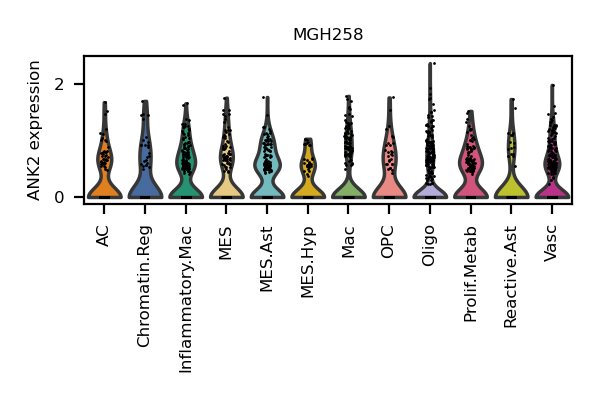 MGH258
ANK2 expression
2
0
AC
Chromatin.Reg
Inflammatory.Mac
MES
MES.Ast
MES.Hyp
Mac
OPC
Oligo
Prolif.Metab
Reactive.Ast
Vasc